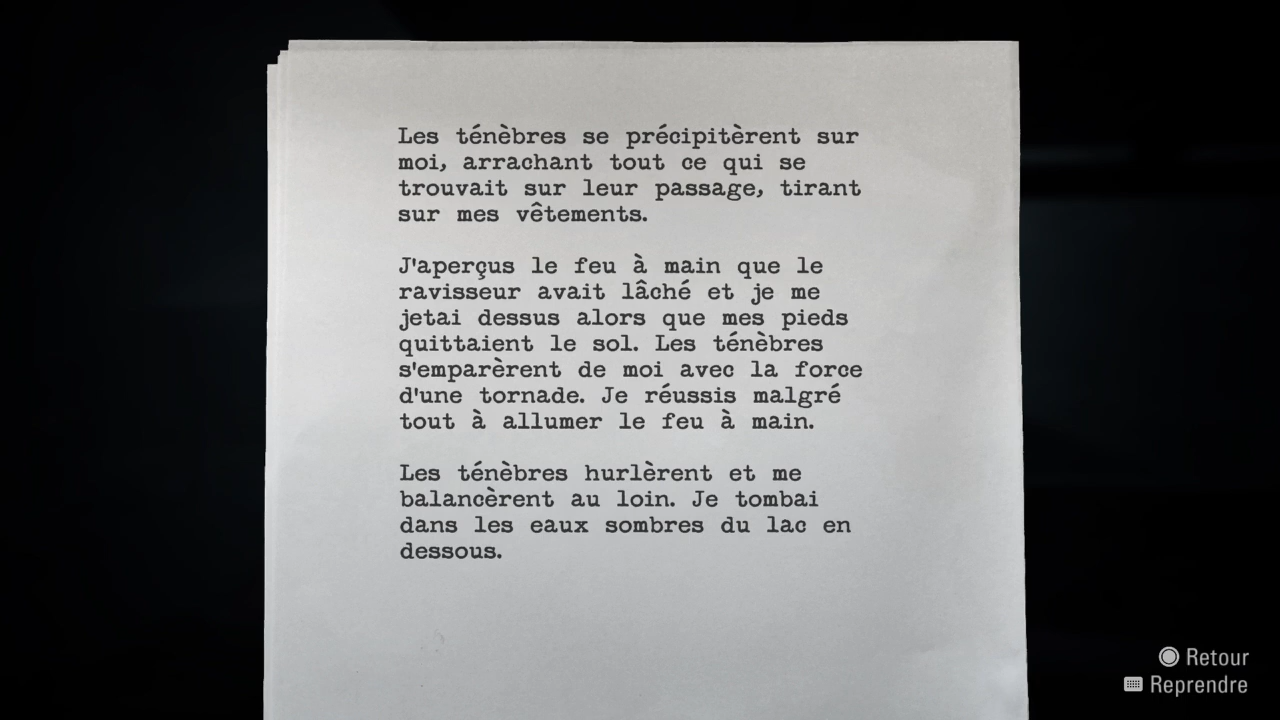 Les ténèbres se précipitèrent sur
moi, arrachant tout ce qui se
trouvait sur leur passage, tirant
sur mes vêtements.
J'aperçus le feu à main que le
ravisseur avait lâché et je me
jetai dessus alors que mes pieds
quittaient le sol. Les ténèbres
s'emparèrent de moi avec la force
d'une tornade. Je réussis malgré
tout à allumer le feu à main.
Les ténèbres hurlèrent et me
balancèrent au loin. Je tombai
dans les eaux sombres du lac en
dessous.
Retour
Reprendre